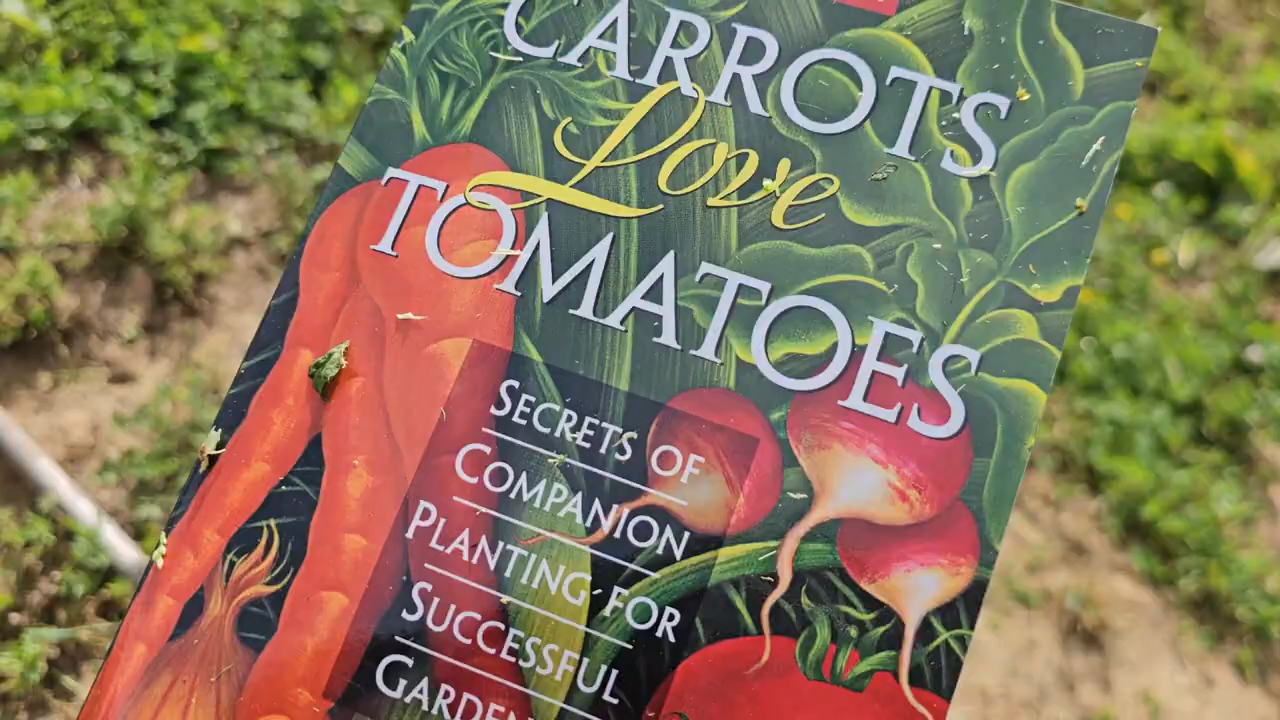 CARROTS
Love
TOMATOES
SECRETS OF
COMPANION
PLANTING FOR
SUCCESSFUL